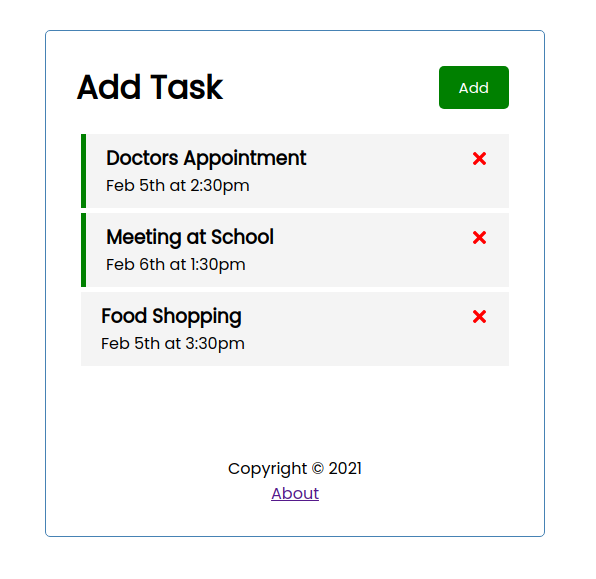 Add Task
Add
Doctors Appointment
Feb 5th at 2:30pm
Meeting at School
Feb 6th at 1:30pm
Food Shopping
Feb 5th at 3:30pm
Copyright © 2021
About